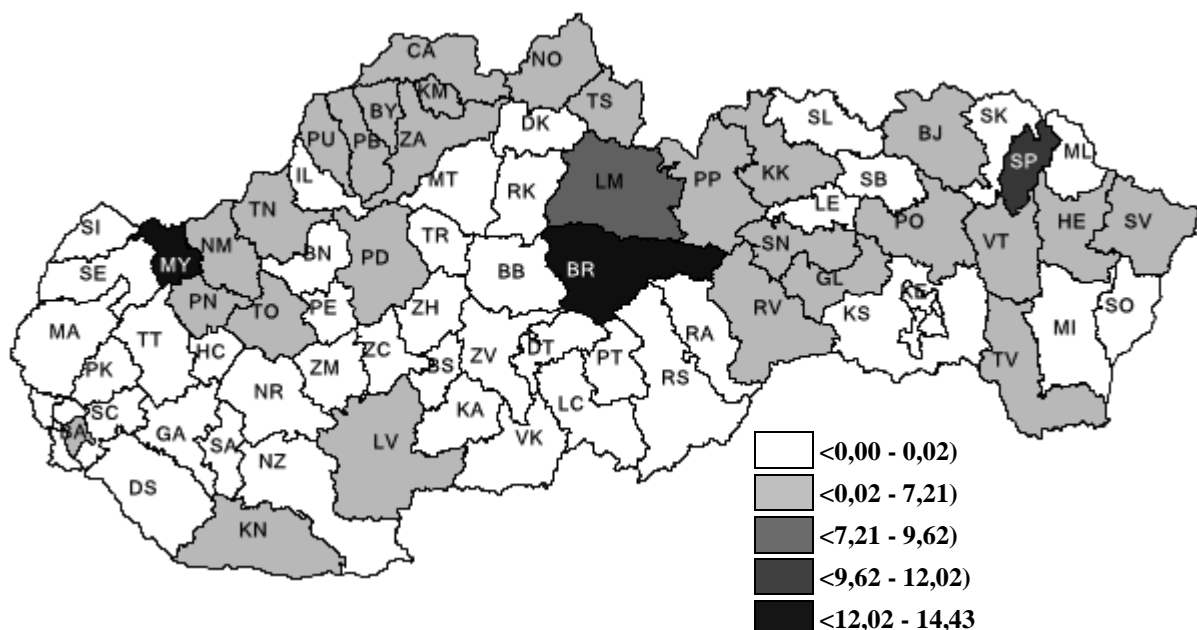 CA
NO
KM
TS
BY
PU
PB
ZA
DK
SL
BJ
SK
SP
ML
IL
MT
RK
LM
PP
KK
SB
LE
PO
HE
SV
TN
SI
NM
MY
BN
PD
TR
SN
VT
SE
BB
BR
GL
PN
TO
PE
ZH
RV
KS
KE
SO
MA
TT
HC
ZM
ZC
DT
RA
MI
PK
BS
ZV
PT
TV
NR
RS
SC
KA
LC
BA
GA
SA
LV
VK
NZ
DS
KN
<0,00 - 0,02)
<0,02 - 7,21)
<7,21 - 9,62)
<9,62 - 12,02)
<12,02 - 14,43